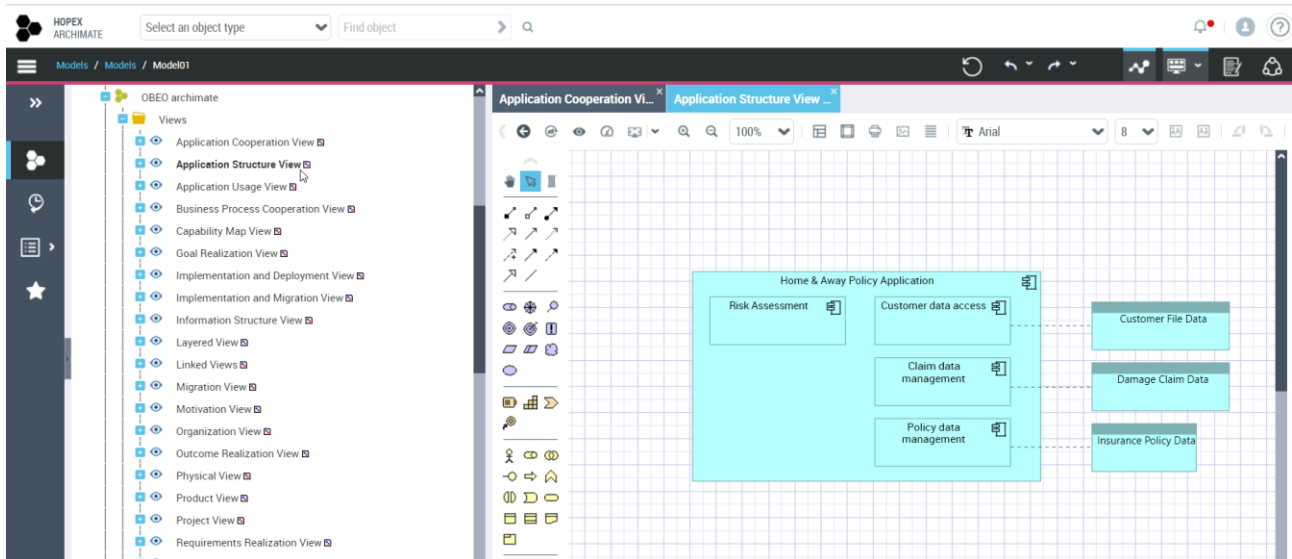 HOPEX
ARCHIMATE
Select an object type
Find object
Models / Models / Model01
OBEO archimate
Views
Application Cooperation View
Application Structure View
Application Usage View
Business Process Cooperation View
Capability Map View
Goal Realization View
Implementation and Deployment View
Implementation and Migration View
Information Structure View
Layered View
Linked Views
Migration View
Motivation View
Organization View
Outcome Realization View
Physical View
Product View
Project View
Requirements Realization View
Application Cooperation Vi...
Application Structure View ...
100%
Arial
8
Home & Away Policy Application
Risk Assessment
Customer data access
Customer File Data
Claim data
management
Damage Claim Data
Policy data
management
Insurance Policy Data